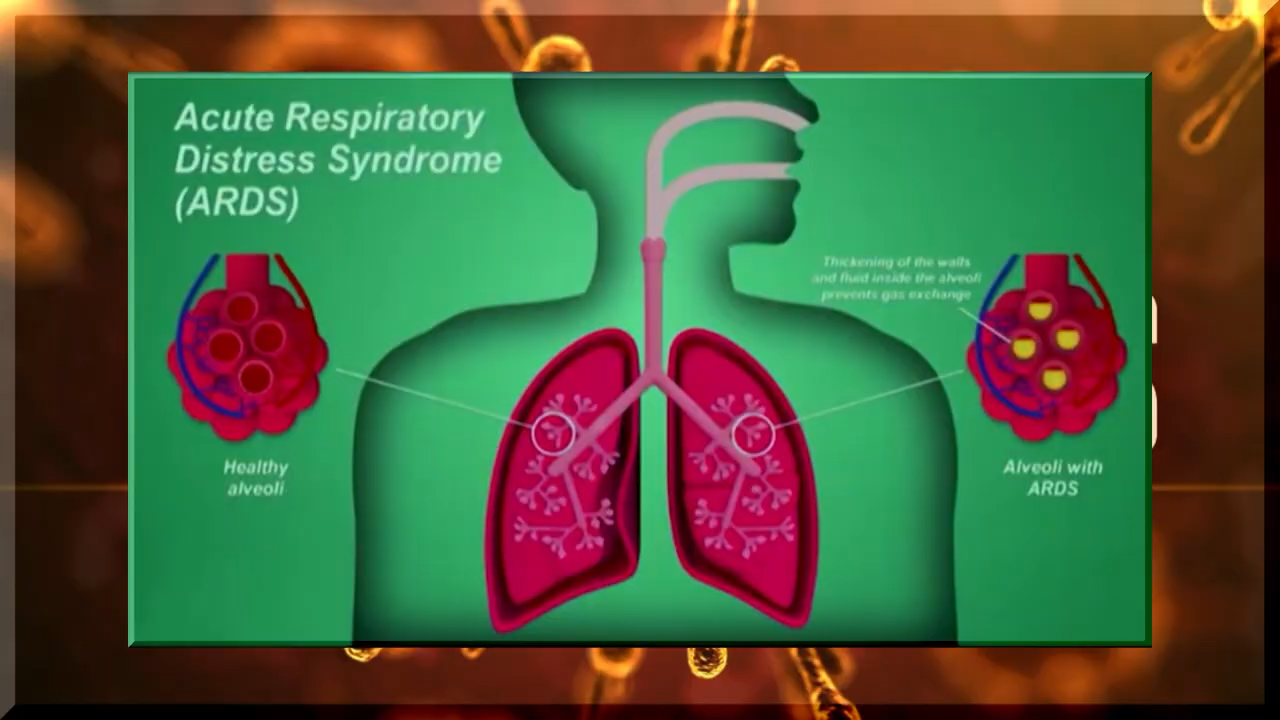 Acute Respiratory
Distress Syndrome
(ARDS)
Thickening of the walls
and fluid inside the alveoli
prevents gas exchange
Healthy
alveoli
Alveoli with
ARDS